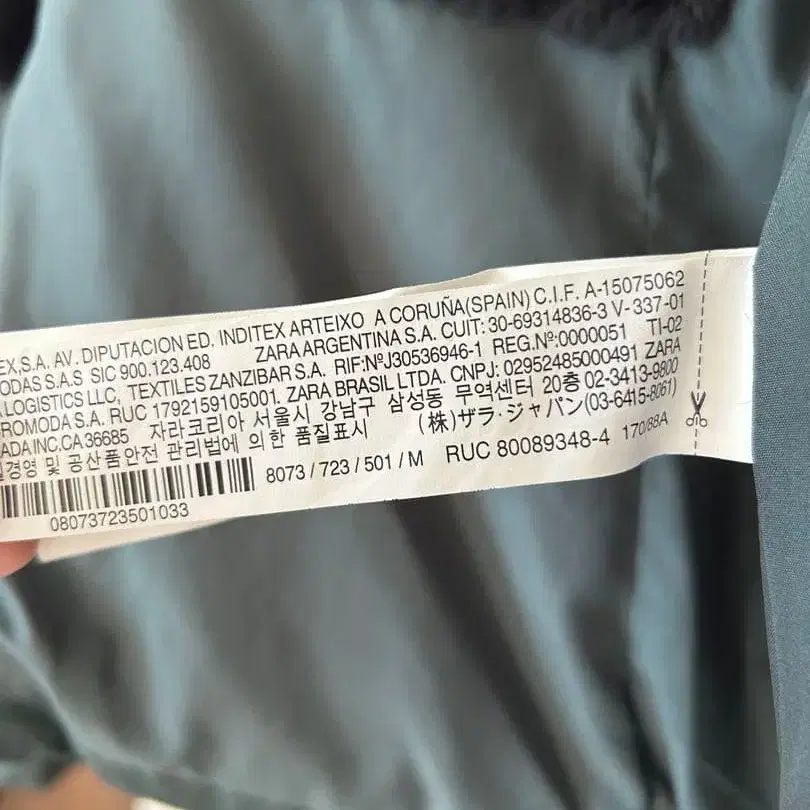 EX,S.A. AV. DIPUTACION ED. INDITEX ARTEIXO A CORUÑA(SPAIN) C.I.F. A-15075062
ODAS S.A.S SIC 900.123.408 ZARA ARGENTINA S.A. CUIT: 30-69314836-3 V-337-01
LOGISTICS LLC, TEXTILES ZANZIBAR S.A. RIF:NºJ30536946-1 REG.Nº:0000051 TI-02
ROMODA S.A. RUC 1792159105001. ZARA BRASIL LTDA. CNPJ: 02952485000491 ZARA
ADA INC.CA 36685 자라코리아 서울시 강남구 삼성동 무역센터 20층 02-3413-9800
경영 및 공산품안전 관리법에 의한 품질표시 (株)ザラ・ジャパン(03-6415-8061)
8073 / 723 / 501 / M RUC 80089348-4 170/88A
08073723501033